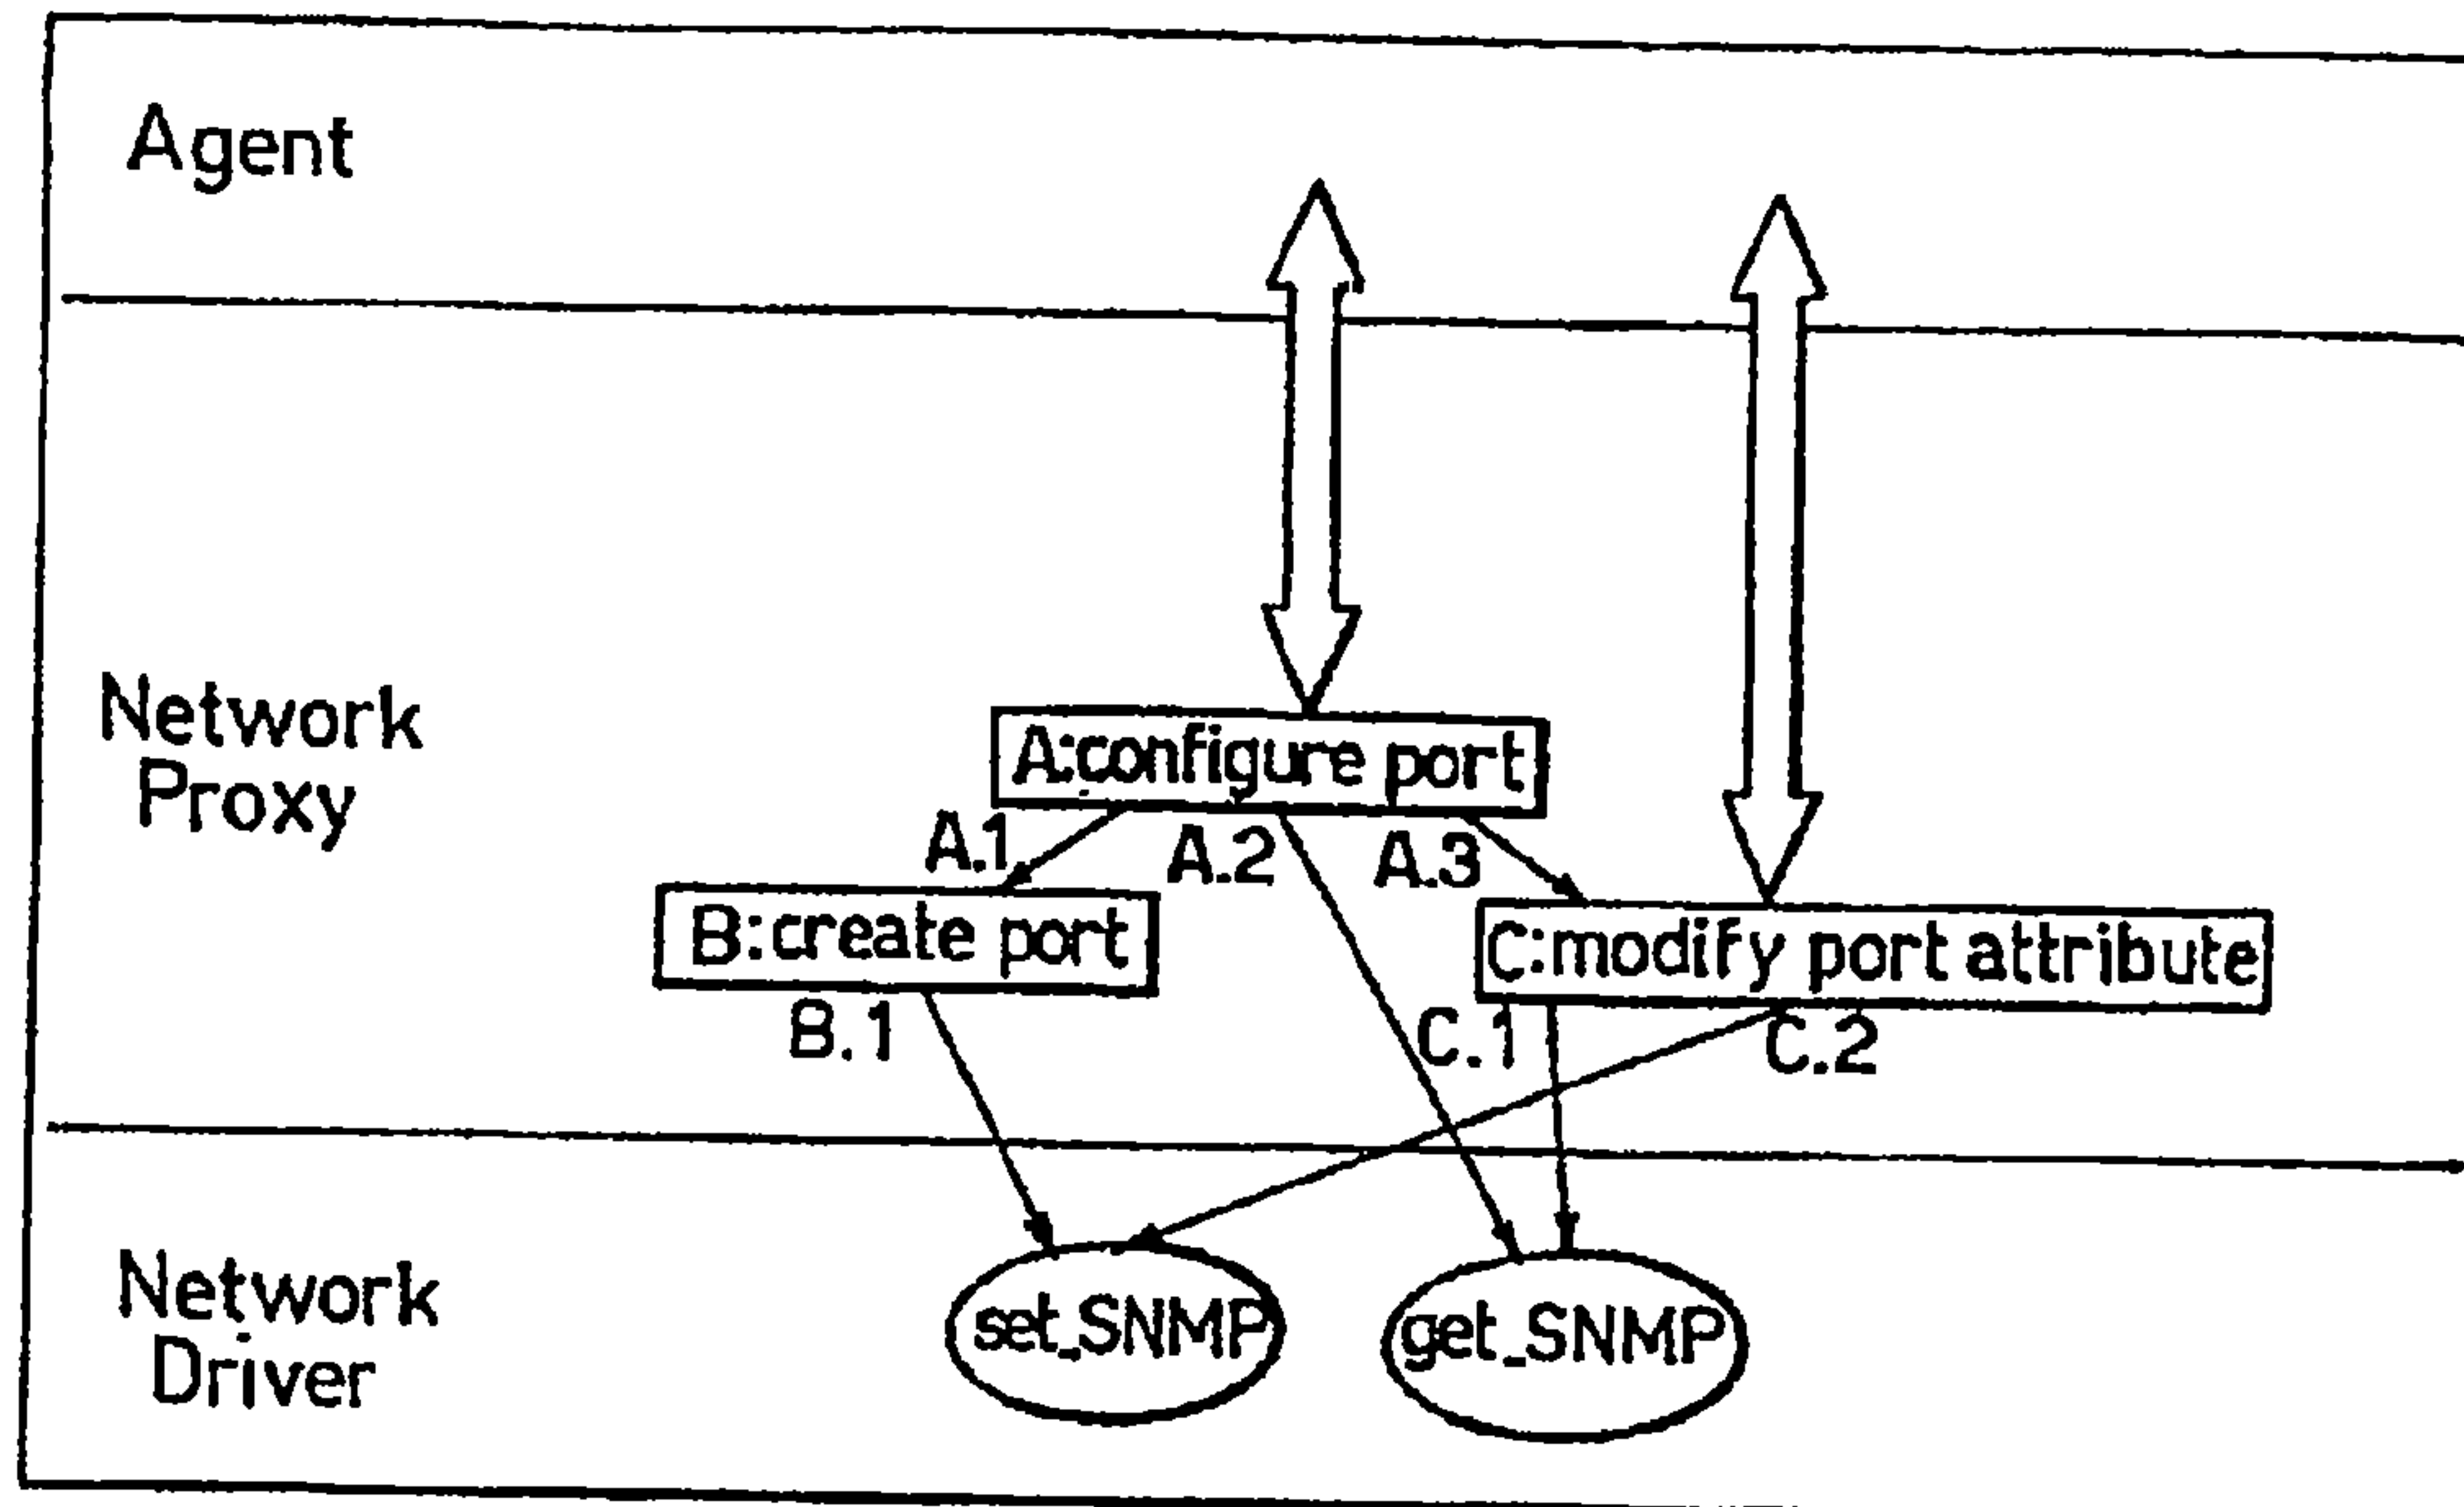 Agent
Network
Proxy
A:configure port
A.1
A.2
A.3
B:create port
C:modify port attribute
B.1
C.1
C.2
Network
Driver
set_SNMP
get_SNMP